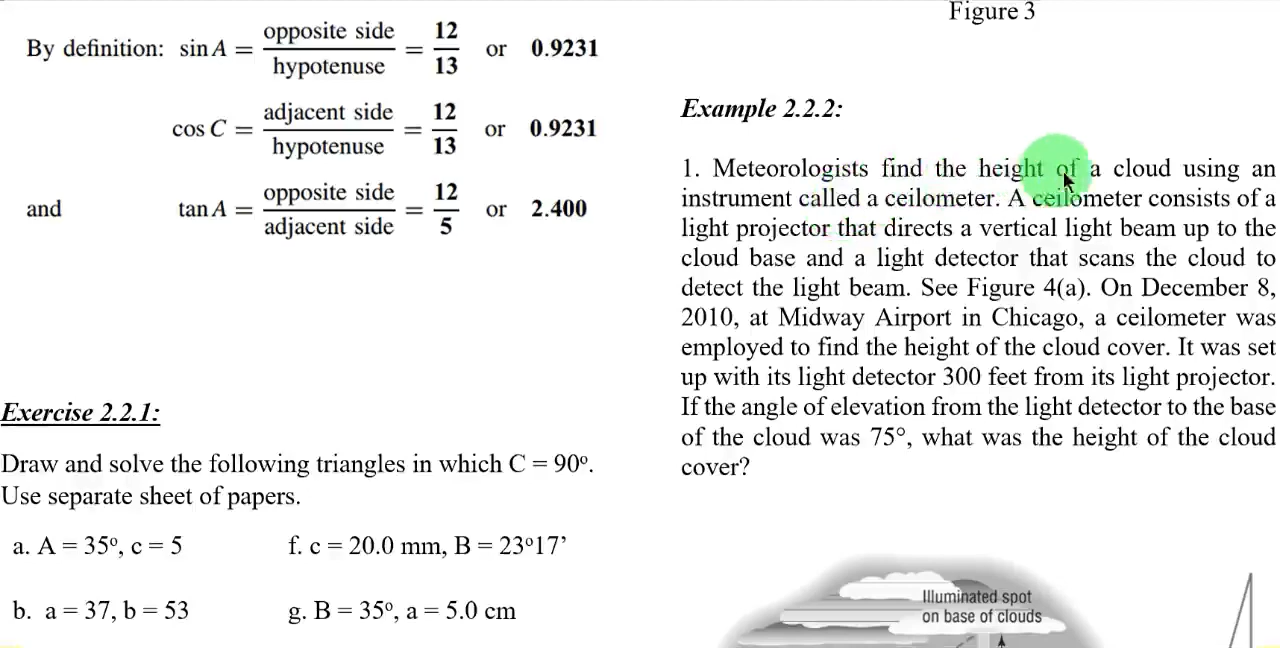 By definition: sin A = opposite side / hypotenuse = 12/13 or 0.9231
cos C = adjacent side / hypotenuse = 12/13 or 0.9231
and tan A = opposite side / adjacent side = 12/5 or 2.400
Exercise 2.2.1:
Draw and solve the following triangles in which C = 90º.
Use separate sheet of papers.
a. A = 35º, c = 5 f. c = 20.0 mm, B = 23º17’
b. a = 37, b = 53 g. B = 35º, a = 5.0 cm
Figure 3
Example 2.2.2:
1. Meteorologists find the height of a cloud using an
instrument called a ceilometer. A ceilometer consists of a
light projector that directs a vertical light beam up to the
cloud base and a light detector that scans the cloud to
detect the light beam. See Figure 4(a). On December 8,
2010, at Midway Airport in Chicago, a ceilometer was
employed to find the height of the cloud cover. It was set
up with its light detector 300 feet from its light projector.
If the angle of elevation from the light detector to the base
of the cloud was 75°, what was the height of the cloud
cover?
Illuminated spot
on base of clouds